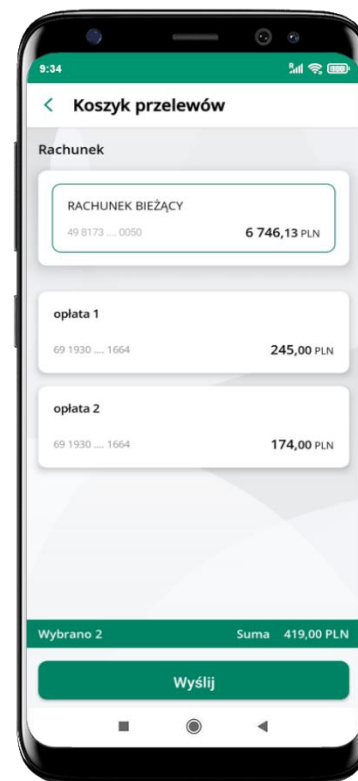 9:34
Koszyk przelewów
Rachunek
RACHUNEK BIEŻĄCY
49 8173 .... 0050 6 746,13 PLN
opłata 1
69 1930 .... 1664 245,00 PLN
opłata 2
69 1930 .... 1664 174,00 PLN
Wybrano 2 Suma 419,00 PLN
Wyślij